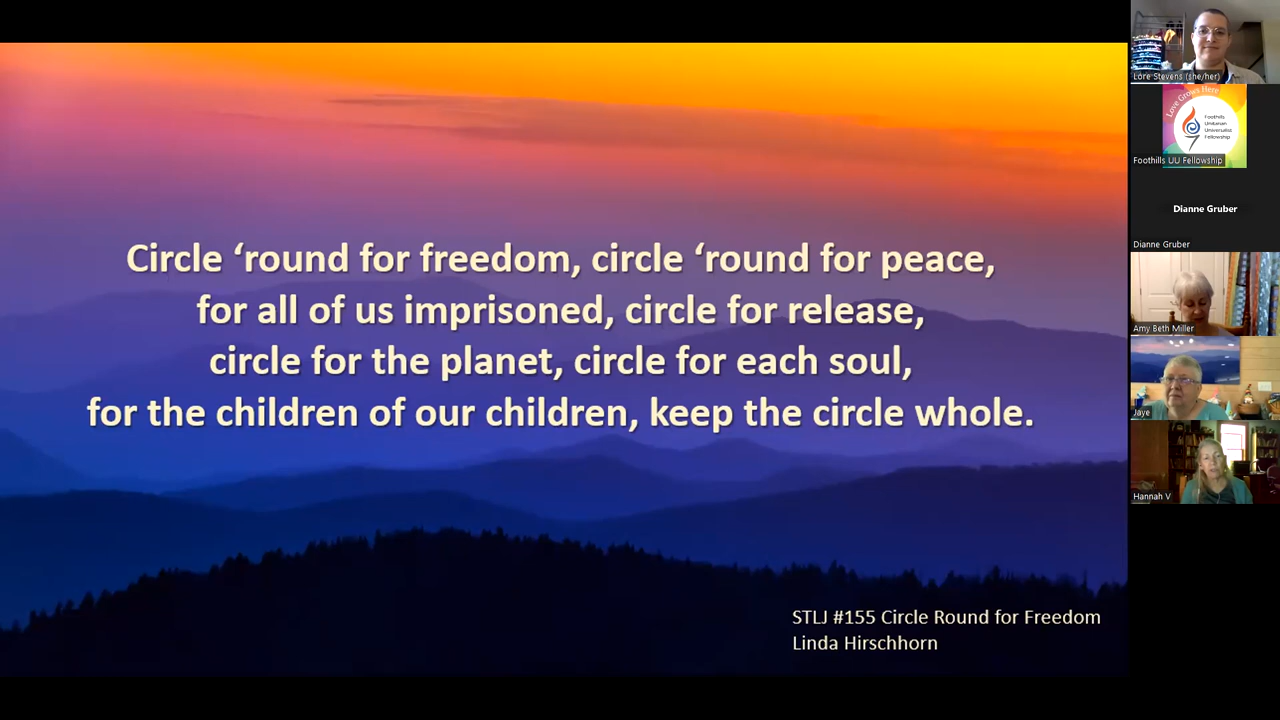 Circle ‘round for freedom, circle ‘round for peace,
for all of us imprisoned, circle for release,
circle for the planet, circle for each soul,
for the children of our children, keep the circle whole.
STLJ #155 Circle Round for Freedom
Linda Hirschhorn
Lore Stevens (she/her)
Love Grows Here
Foothills
Unitarian
Universalist
Fellowship
Foothills UU Fellowship
Dianne Gruber
Dianne Gruber
Amy Beth Miller
Jaye
Hannah V